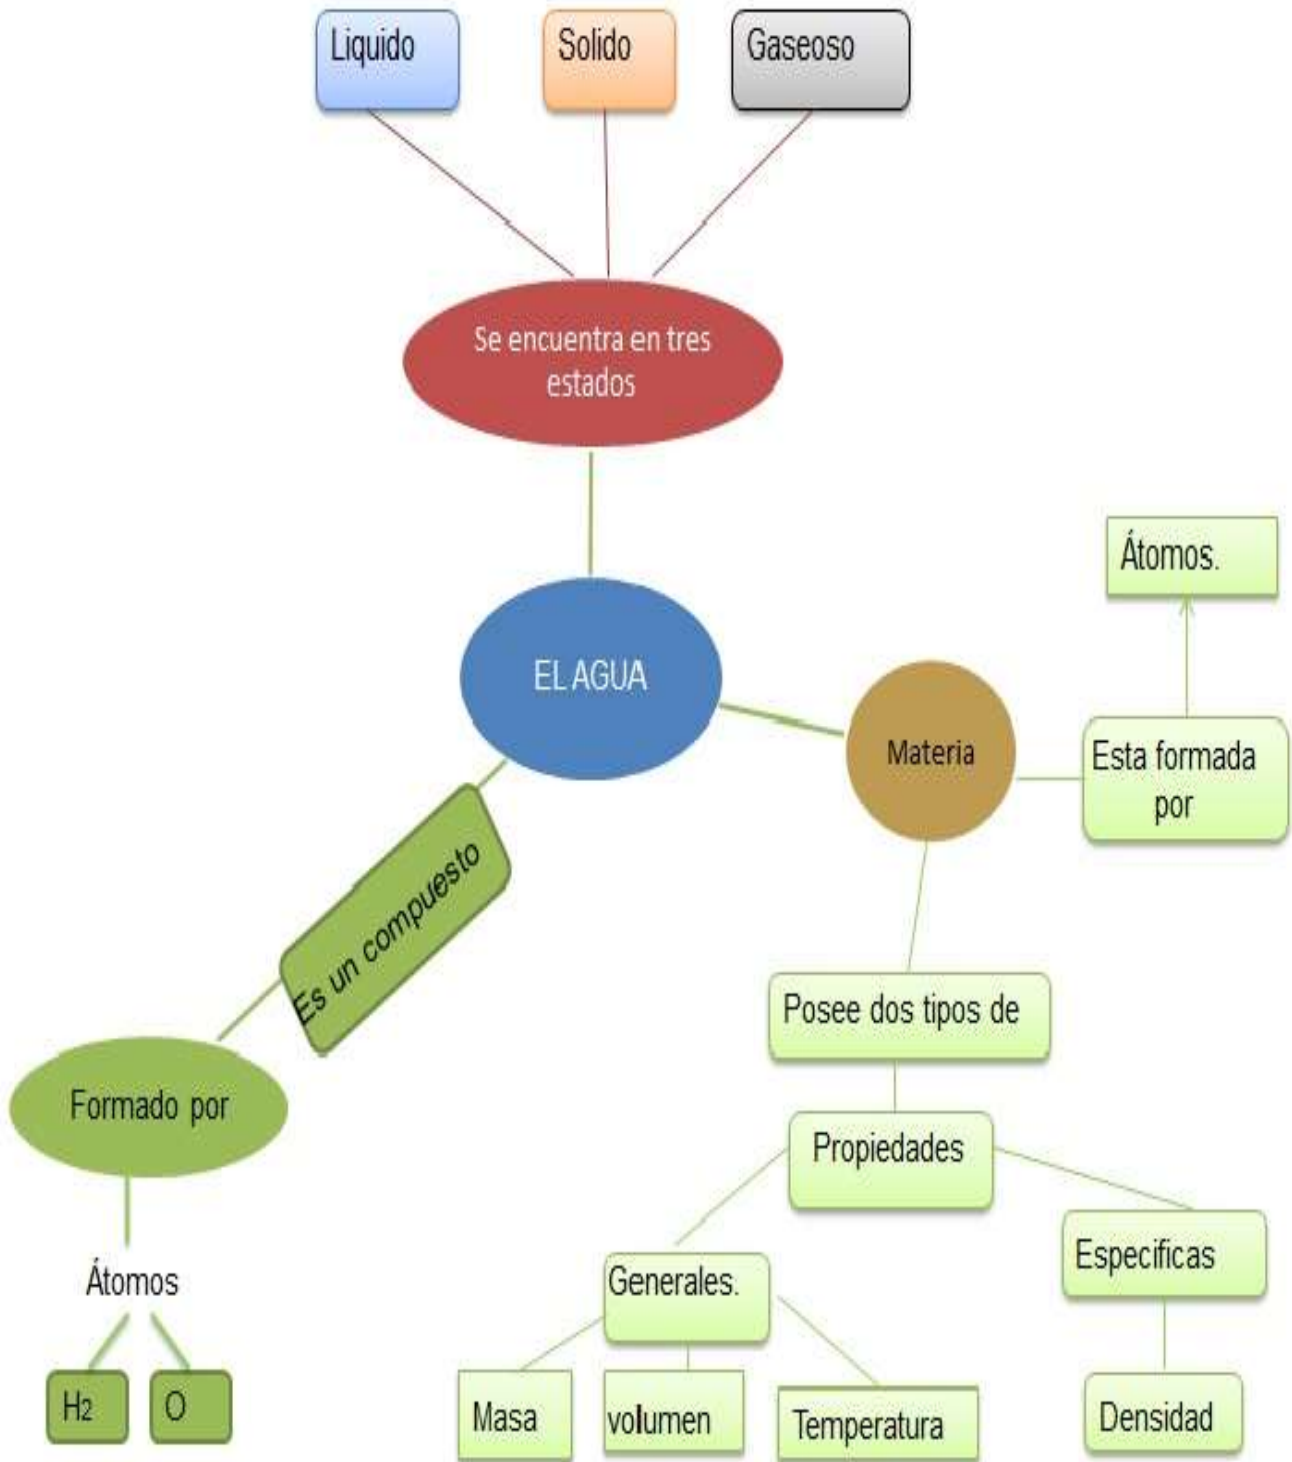 Liquido
Solido
Gaseoso
Se encuentra en tres
estados
EL AGUA
Átomos.
Materia
Esta formada
por
Es un compuesto
Posee dos tipos de
Formado por
Propiedades
Especificas
Generales.
Átomos
H2
O
Masa
volumen
Temperatura
Densidad